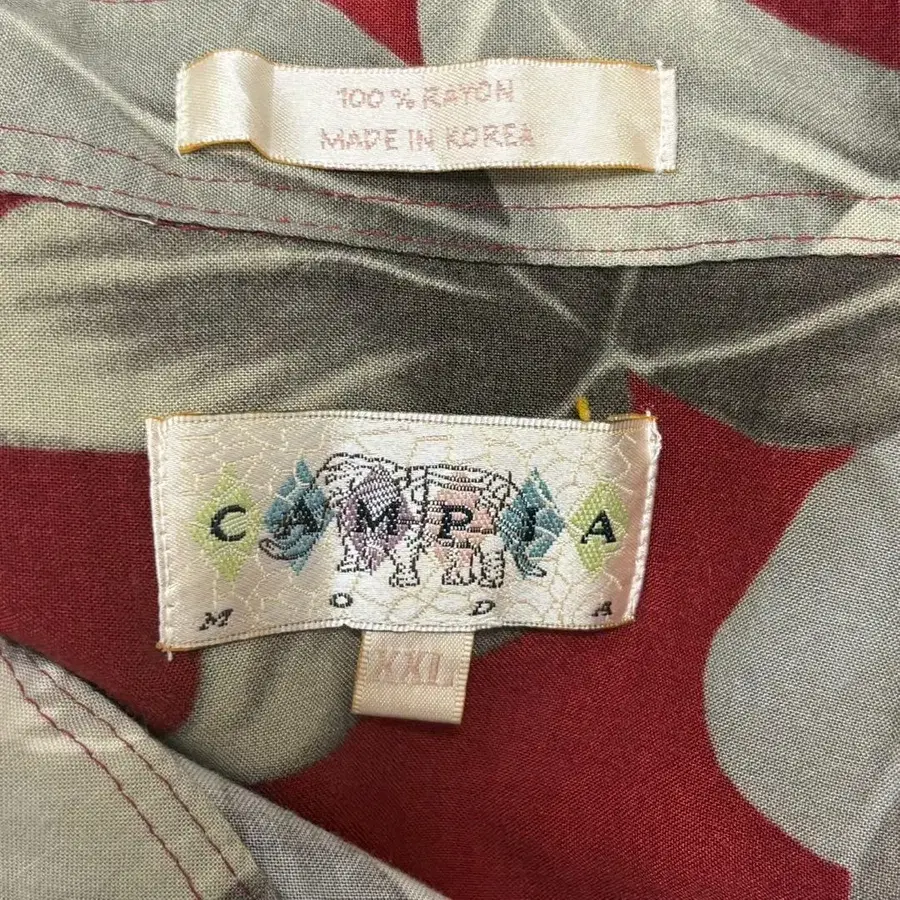 100% RAYON
MADE IN KOREA
CAMPIA
MODA
XXL